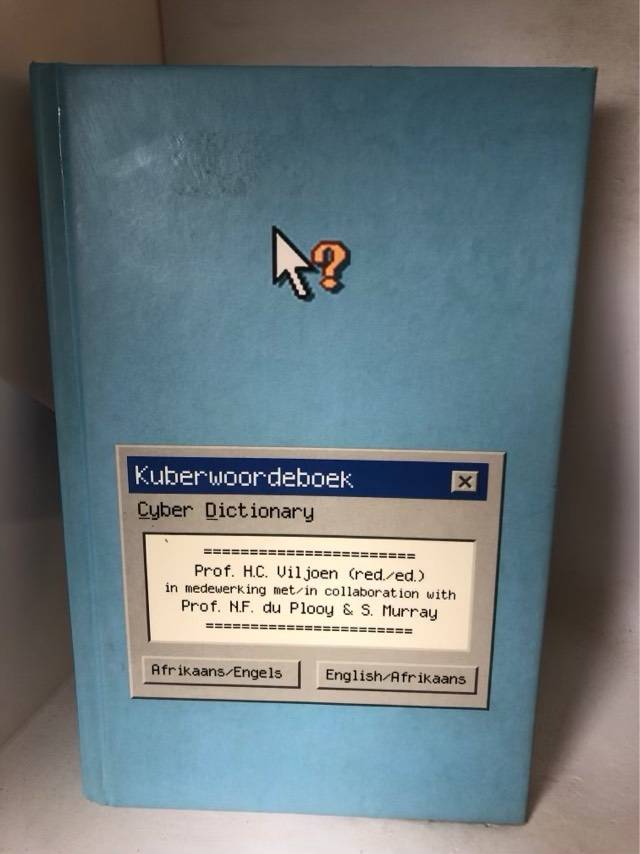 ?
Kuberwoordeboek
Cyber Dictionary
========================
Prof. H.C. Viljoen (red./ed.)
in medewerking met/in collaboration with
Prof. N.F. du Plooy & S. Murray
========================
Afrikaans/Engels
English/Afrikaans